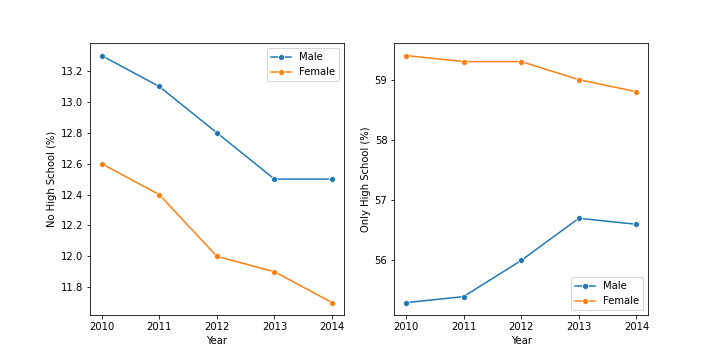 No High School (%)
13.2
13.0
12.8
12.6
12.4
12.2
12.0
11.8
2010 2011 2012 2013 2014
Year
Male
Female
Only High School (%)
59
58
57
56
2010 2011 2012 2013 2014
Year
Male
Female